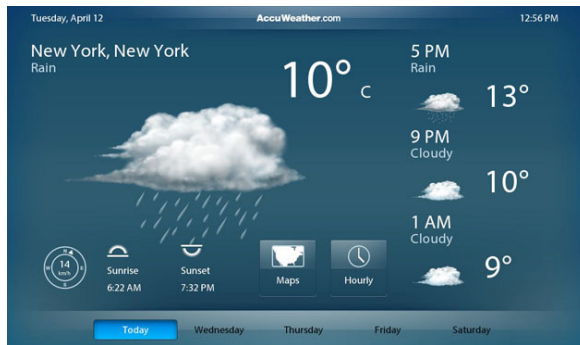 Tuesday, April 12
AccuWeather.com
12:56 PM
New York, New York
Rain
10° C
5 PM
Rain
13°
9 PM
Cloudy
10°
1 AM
Cloudy
9°
N
14
km/h
S
Sunrise
6:22 AM
Sunset
7:32 PM
Maps
Hourly
Today
Wednesday
Thursday
Friday
Saturday